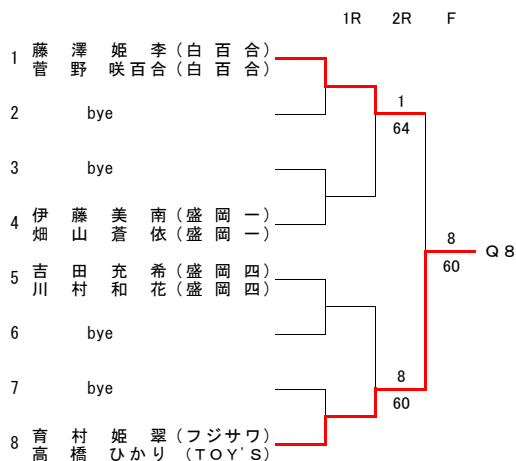 1R 2R F
1 藤 澤 姫 李 (白 百 合)
菅 野 咲百合 (白 百 合)
1
2 bye
64
3 bye
4 伊 藤 美 南 (盛 岡 一)
畑 山 蒼 依 (盛 岡 一)
8
Q8
60
5 吉 田 充 希 (盛 岡 四)
川 村 和 花 (盛 岡 四)
6 bye
8
7 bye
60
8 育 村 姫 翠 (フジサワ)
高 橋 ひかり (TOY'S)